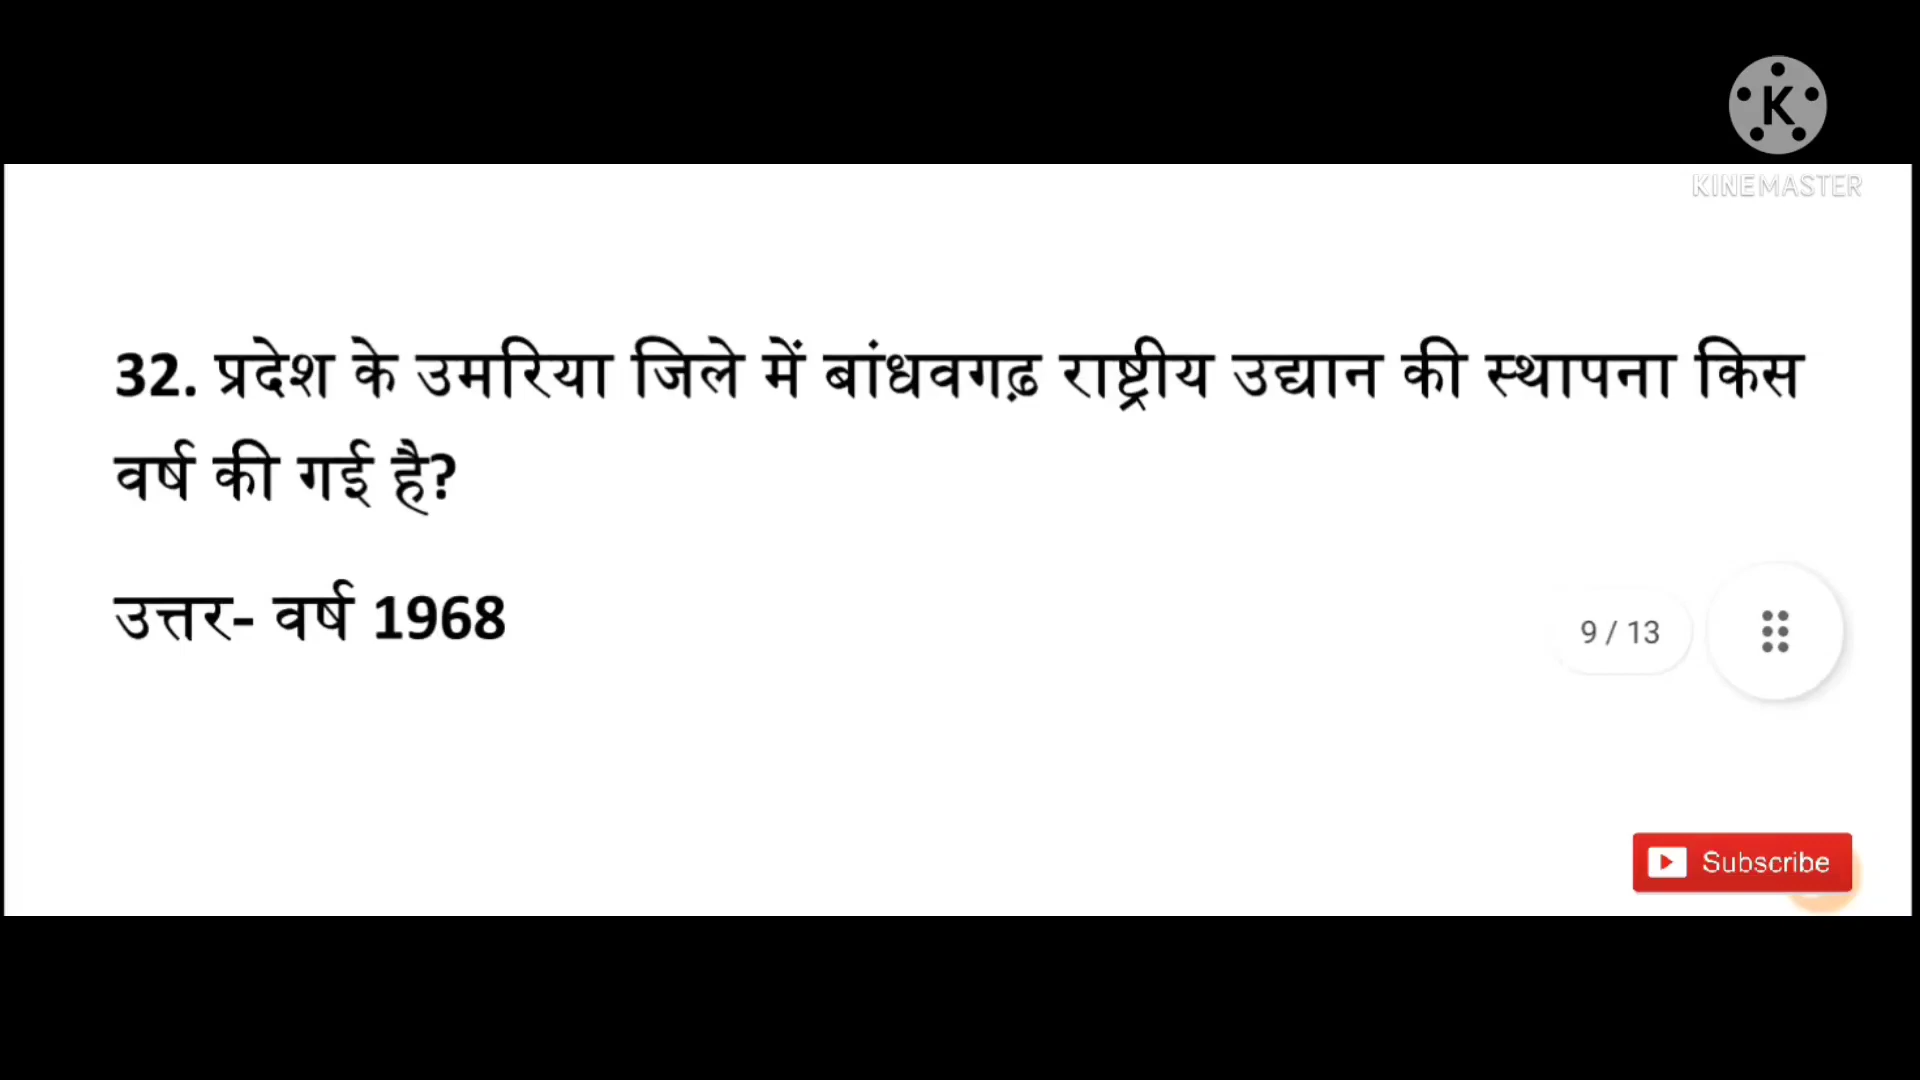 K
KINEMASTER
32. प्रदेश के उमरिया जिले में बांधवगढ़ राष्ट्रीय उद्यान की स्थापना किस
वर्ष की गई है?
उत्तर- वर्ष 1968
9 / 13
Subscribe